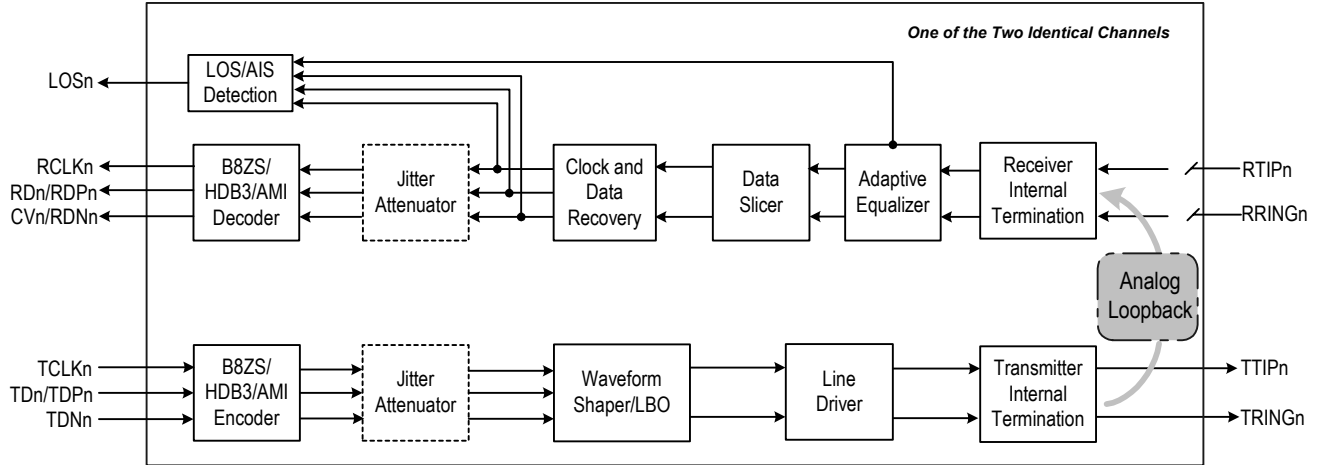 One of the Two Identical Channels
LOSn
LOS/AIS
Detection
RCLKn
RDn/RDPn
CVn/RDNn
B8ZS/
HDB3/AMI
Decoder
Jitter
Attenuator
Clock and
Data
Recovery
Data
Slicer
Adaptive
Equalizer
Receiver
Internal
Termination
RTIPn
RRINGn
Analog
Loopback
TCLKn
TDn/TDPn
TDNn
B8ZS/
HDB3/AMI
Encoder
Jitter
Attenuator
Waveform
Shaper/LBO
Line
Driver
Transmitter
Internal
Termination
TTIPn
TRINGn